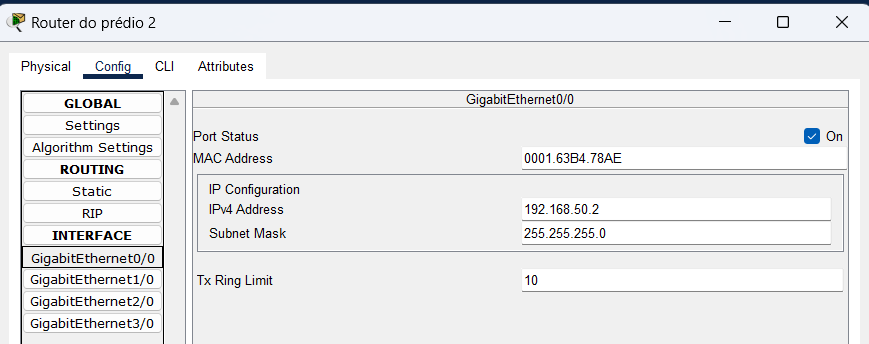 Router do prédio 2
Physical Config CLI Attributes
GLOBAL
Settings
Algorithm Settings
ROUTING
Static
RIP
INTERFACE
GigabitEthernet0/0
GigabitEthernet1/0
GigabitEthernet2/0
GigabitEthernet3/0
GigabitEthernet0/0
Port Status On
MAC Address 0001.63B4.78AE
IP Configuration
IPv4 Address 192.168.50.2
Subnet Mask 255.255.255.0
Tx Ring Limit 10